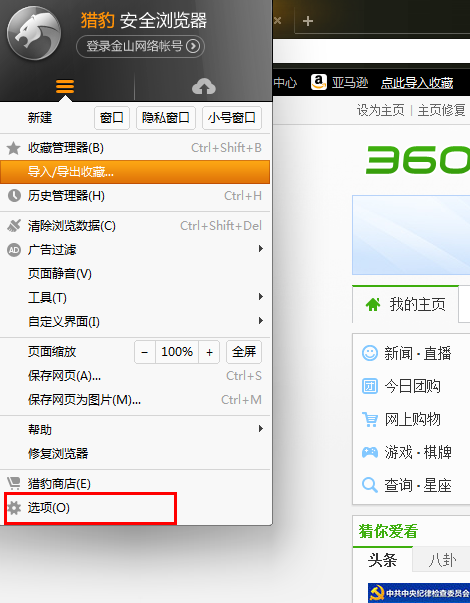 猎豹 安全浏览器
登录金山网络帐号
中心 亚马逊 点此导入收藏
设为主页 | 主页修复
新建 窗口 隐私窗口 小号窗口
收藏管理器(B) Ctrl+Shift+B
导入/导出收藏...
历史管理器(H) Ctrl+H
清除浏览数据(C) Ctrl+Shift+Del
AD 广告过滤
页面静音(V)
工具(T)
自定义界面(I)
页面缩放 − 100% + 全屏
保存网页(A)... Ctrl+S
保存网页为图片(M)... Ctrl+M
帮助
修复浏览器
猎豹商店(E)
选项(O)
360
我的主页
新闻·直播
今日团购
网上购物
游戏·棋牌
查询·星座
猜你爱看
头条 八卦
中共中央纪律检查委员会